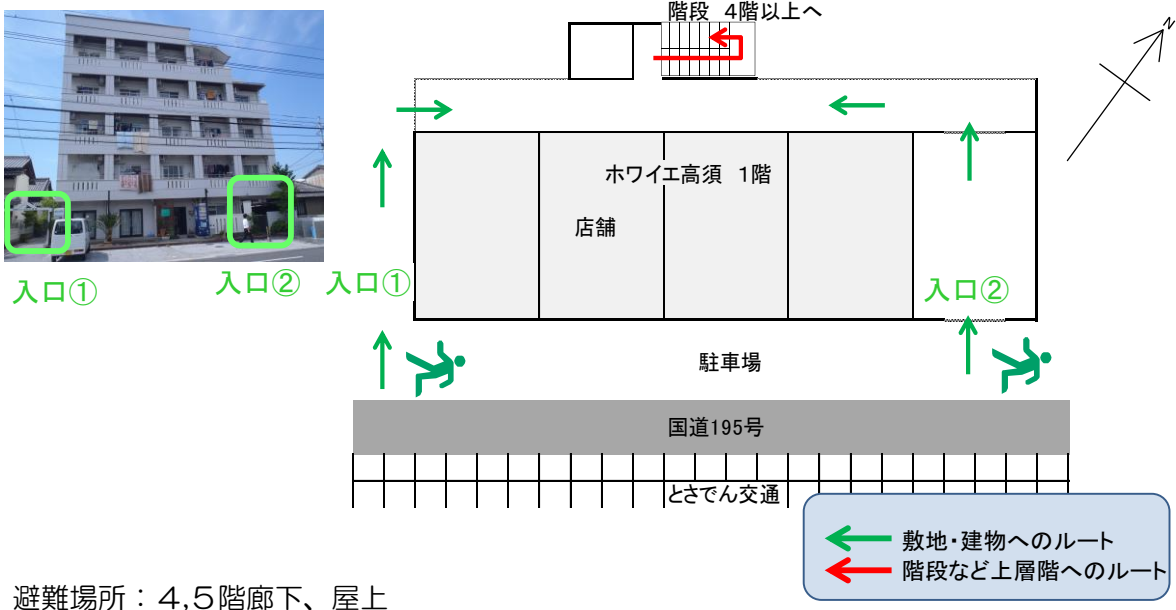 階段 4階以上へ
N
ホワイエ高須 1階
店舗
入口①
入口②
入口①
入口②
駐車場
国道195号
とさでん交通
敷地・建物へのルート
階段など上層階へのルート
避難場所：4,5階廊下、屋上